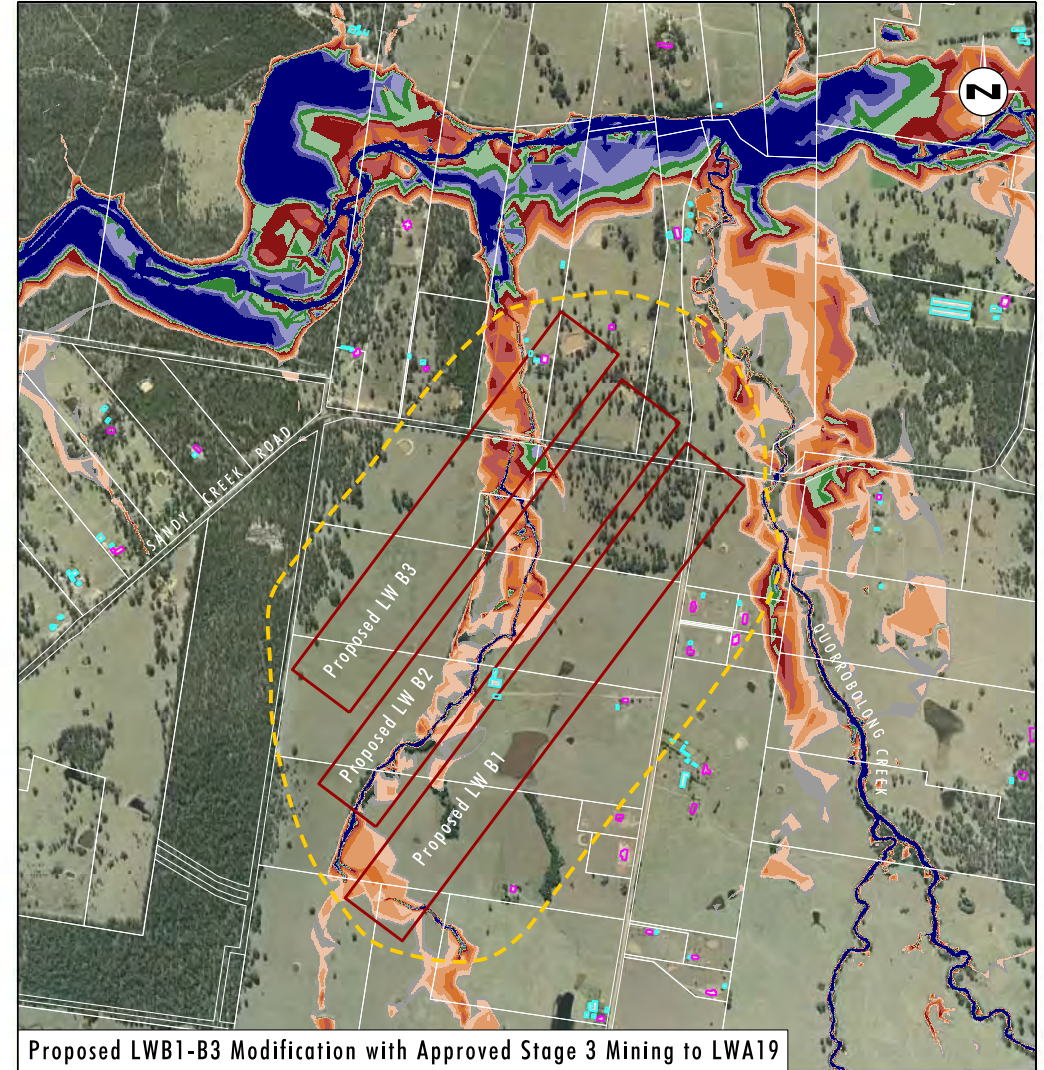 N
SANDY CREEK ROAD
Proposed LW B3
Proposed LW B2
Proposed LW B1
QUORROBOLONG CREEK
Proposed LWB1-B3 Modification with Approved Stage 3 Mining to LWA19